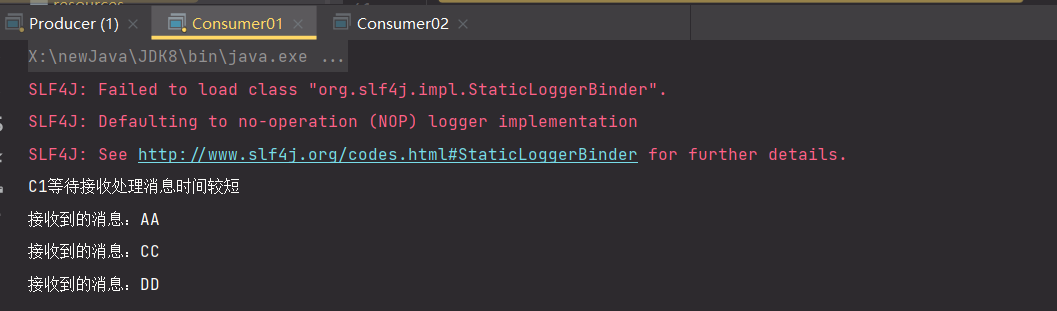 resources
Producer (1) × Consumer01 × Consumer02 ×
X:\newJava\JDK8\bin\java.exe ...
SLF4J: Failed to load class "org.slf4j.impl.StaticLoggerBinder".
SLF4J: Defaulting to no-operation (NOP) logger implementation
SLF4J: See http://www.slf4j.org/codes.html#StaticLoggerBinder for further details.
C1等待接收处理消息时间较短
接收到的消息：AA
接收到的消息：CC
接收到的消息：DD